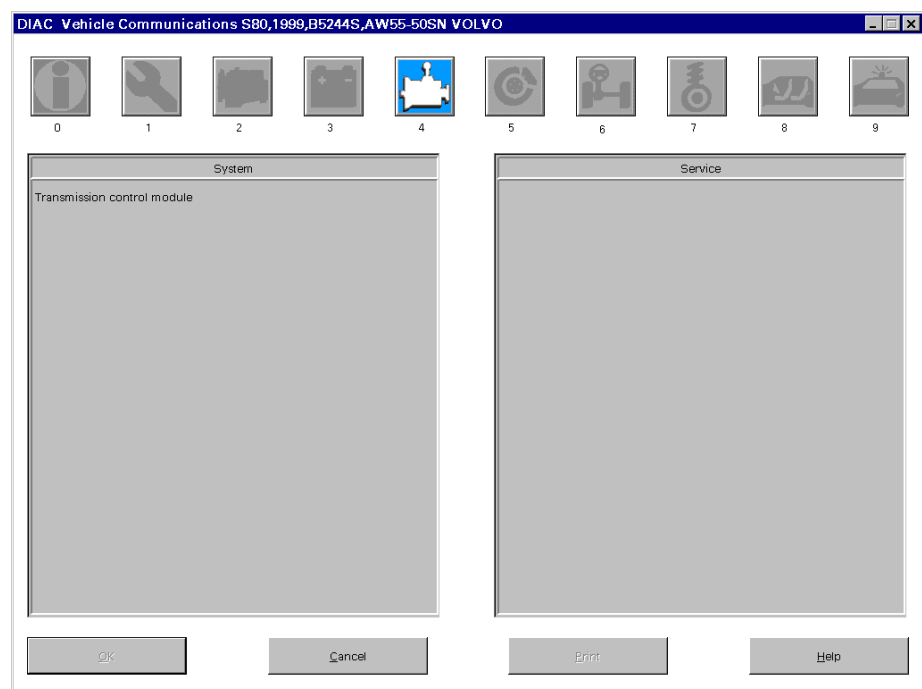 DIAC Vehicle Communications S80,1999,B5244S,AW55-50SN VOLVO
0 1 2 3 4 5 6 7 8 9
System Service
Transmission control module
OK Cancel Print Help